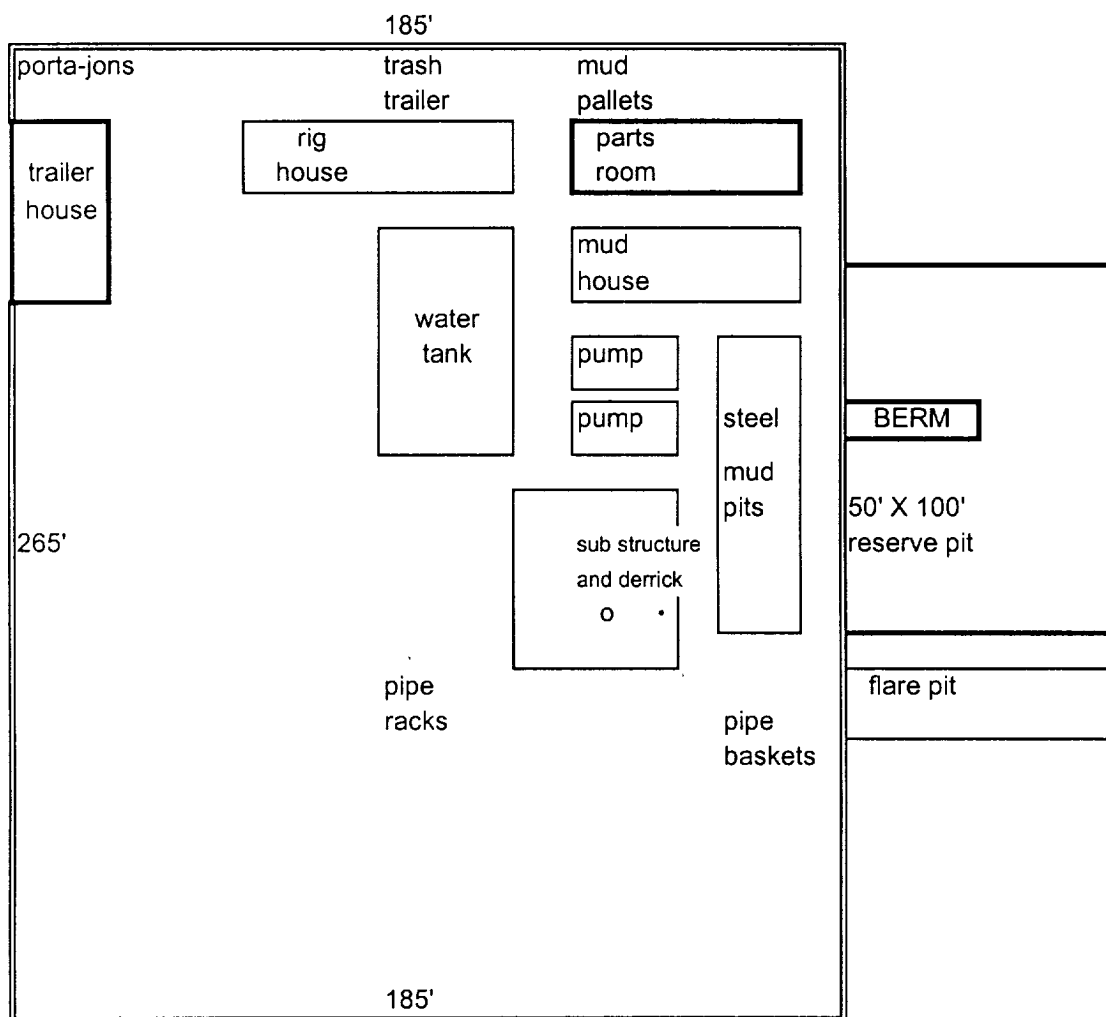 185'
porta-jons
trash
trailer
mud
pallets
trailer
house
rig
house
parts
room
mud
house
water
tank
pump
pump
steel
mud
pits
BERM
50' X 100'
reserve pit
265'
sub structure
and derrick
pipe
racks
pipe
baskets
flare pit
185'